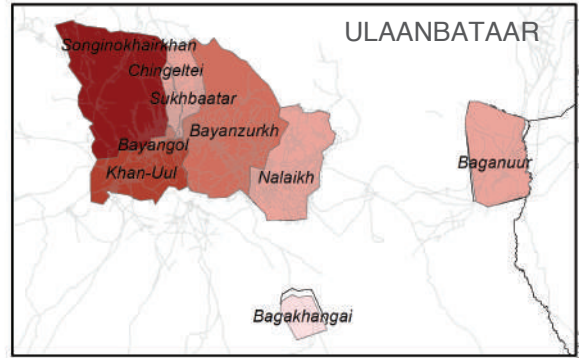 ULAANBATAAR
Songinokhairkhan
Chingeltei
Sukhbaatar
Bayanzurkh
Bayangol
Khan-Uul
Nalaikh
Baganuur
Bagakhangai